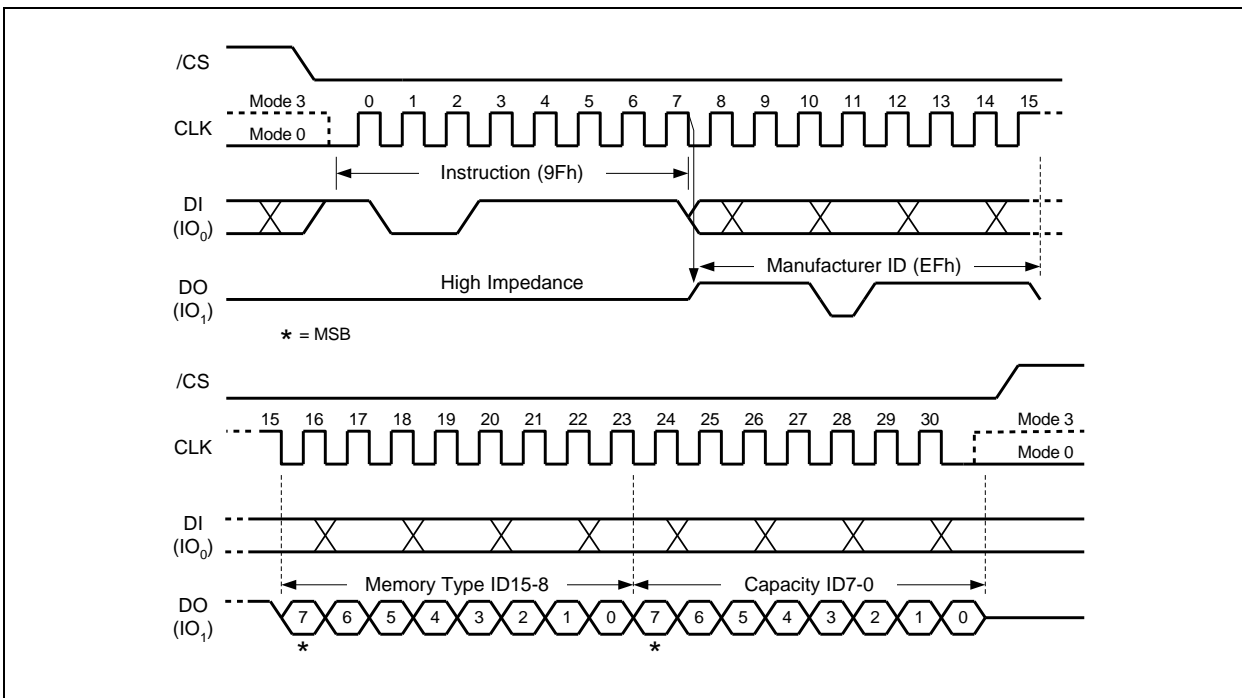 /CS
Mode 3 0 1 2 3 4 5 6 7 8 9 10 11 12 13 14 15
CLK
Mode 0
Instruction (9Fh)
DI
(IO₀)
Manufacturer ID (EFh)
High Impedance
DO
(IO₁)
* = MSB
/CS
15 16 17 18 19 20 21 22 23 24 25 26 27 28 29 30 Mode 3
CLK
Mode 0
DI
(IO₀)
Memory Type ID15-8 Capacity ID7-0
DO
(IO₁)
7 6 5 4 3 2 1 0 7 6 5 4 3 2 1 0
* *